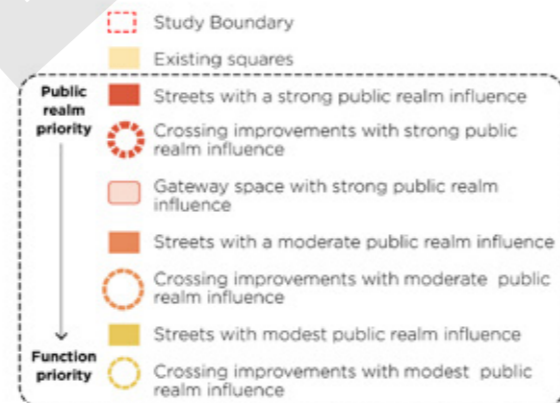 Study Boundary
Existing squares
Public
realm
priority
Streets with a strong public realm influence
Crossing improvements with strong public
realm influence
Gateway space with strong public realm
influence
Streets with a moderate public realm influence
Crossing improvements with moderate public
realm influence
Streets with modest public realm influence
Function
priority
Crossing improvements with modest public
realm influence